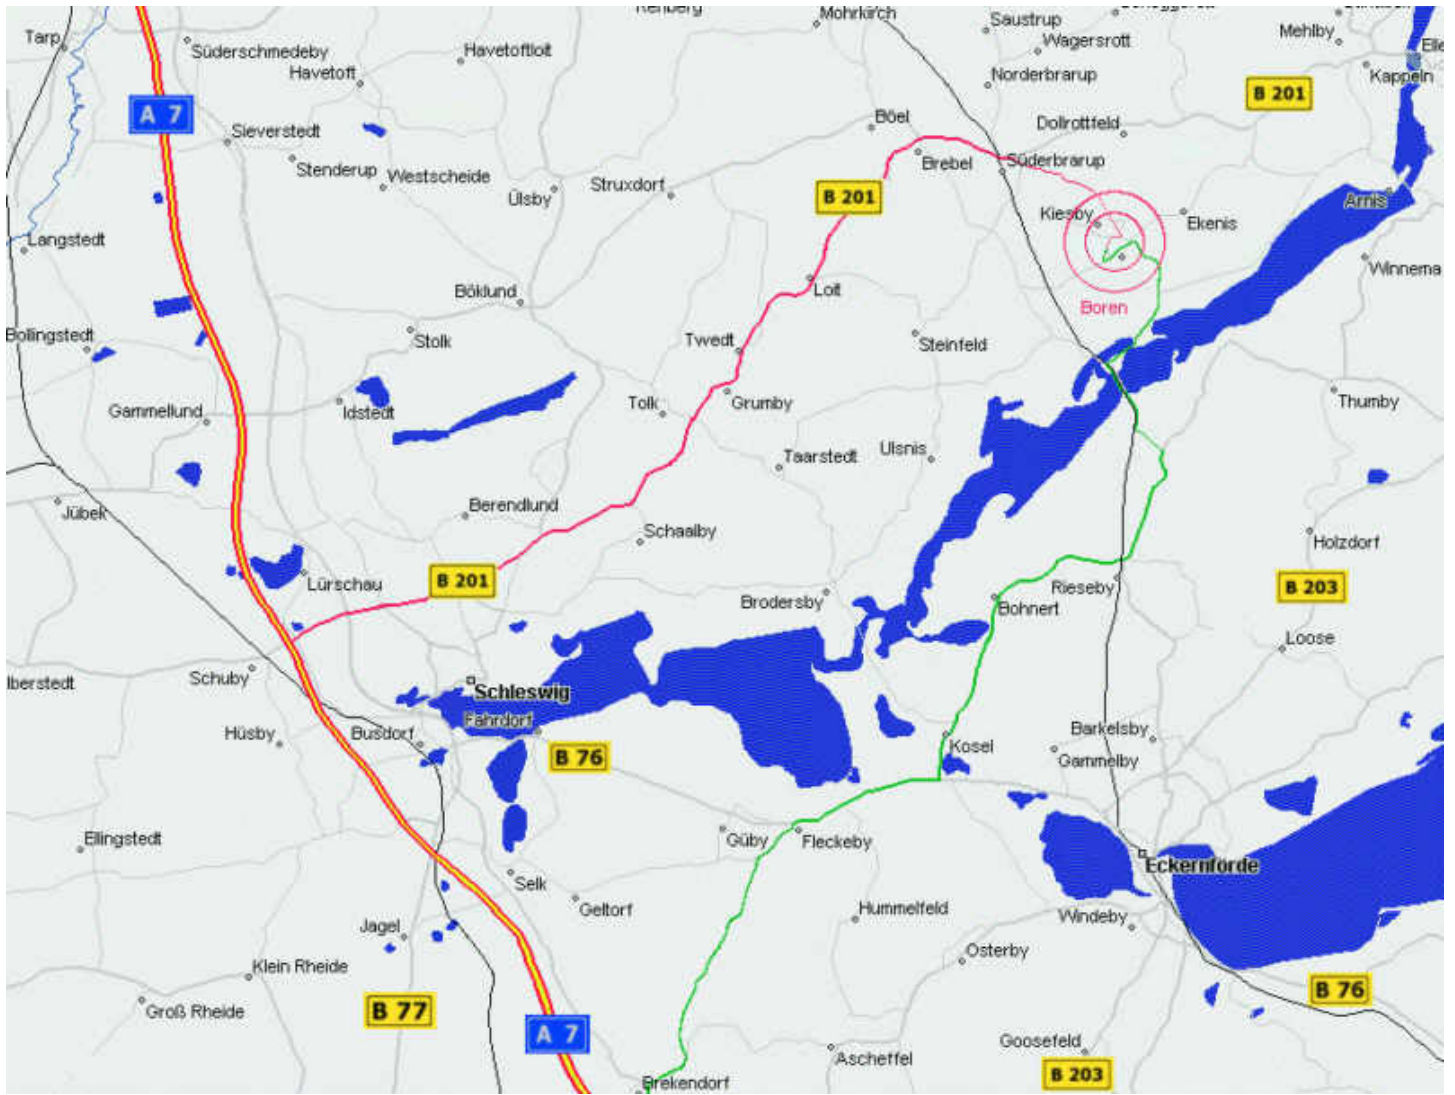 Mohrkirch
Saustrup
Wagersrott
Mehlby
Tarp
Süderschmedeby
Havetoftloit
Havetoft
Kappeln
Norderbrarup
B 201
A 7
Sieverstedt
Böel
Dollrottfeld
Stenderup
Westscheide
Brebel
Süderbrarup
Ülsby
Struxdorf
B 201
Arnis
Kiesby
Ekenis
Langstedt
Winnema
Böklund
Loit
Boren
Bollingstedt
Stolk
Twedt
Steinfeld
Gammellund
Idstedt
Tolk
Grumby
Thumby
Taarstedt
Ulsnis
Jübek
Berendlund
Schaalby
Holzdorf
Lürschau
B 201
Brodersby
Bohnert
Rieseby
B 203
Loose
lberstedt
Schuby
Schleswig
Fahrdorf
Hüsby
Busdorf
B 76
Kosel
Barkelsby
Gammelby
Ellingstedt
Güby
Fleckeby
Eckernförde
Selk
Geltorf
Hummelfeld
Windeby
Jagel
Osterby
Klein Rheide
Groß Rheide
B 77
B 76
A 7
Ascheffel
Goosefeld
B 203
Brekendorf